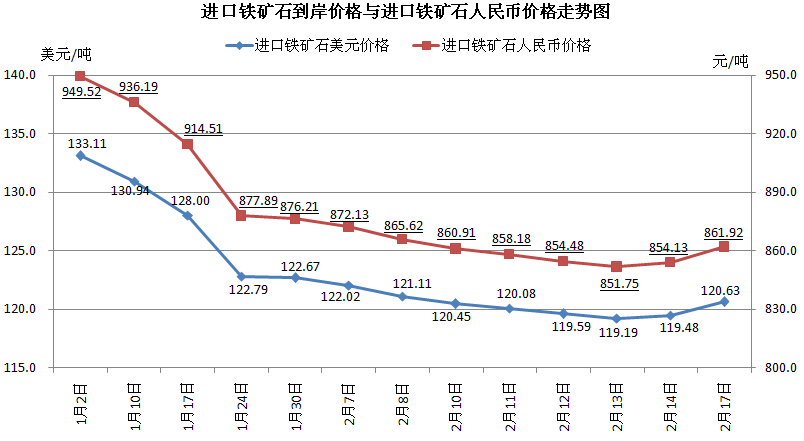 进口铁矿石到岸价格与进口铁矿石人民币价格走势图
美元/吨
进口铁矿石美元价格
进口铁矿石人民币价格
元/吨
140.0
135.0
130.0
125.0
120.0
115.0
950.0
920.0
890.0
860.0
830.0
800.0
949.52
936.19
914.51
877.89
876.21
872.13
865.62
860.91
858.18
854.48
851.75
854.13
861.92
133.11
130.94
128.00
122.79
122.67
122.02
121.11
120.45
120.08
119.59
119.19
119.48
120.63
1月2日
1月10日
1月17日
1月24日
1月30日
2月7日
2月8日
2月10日
2月11日
2月12日
2月13日
2月14日
2月17日